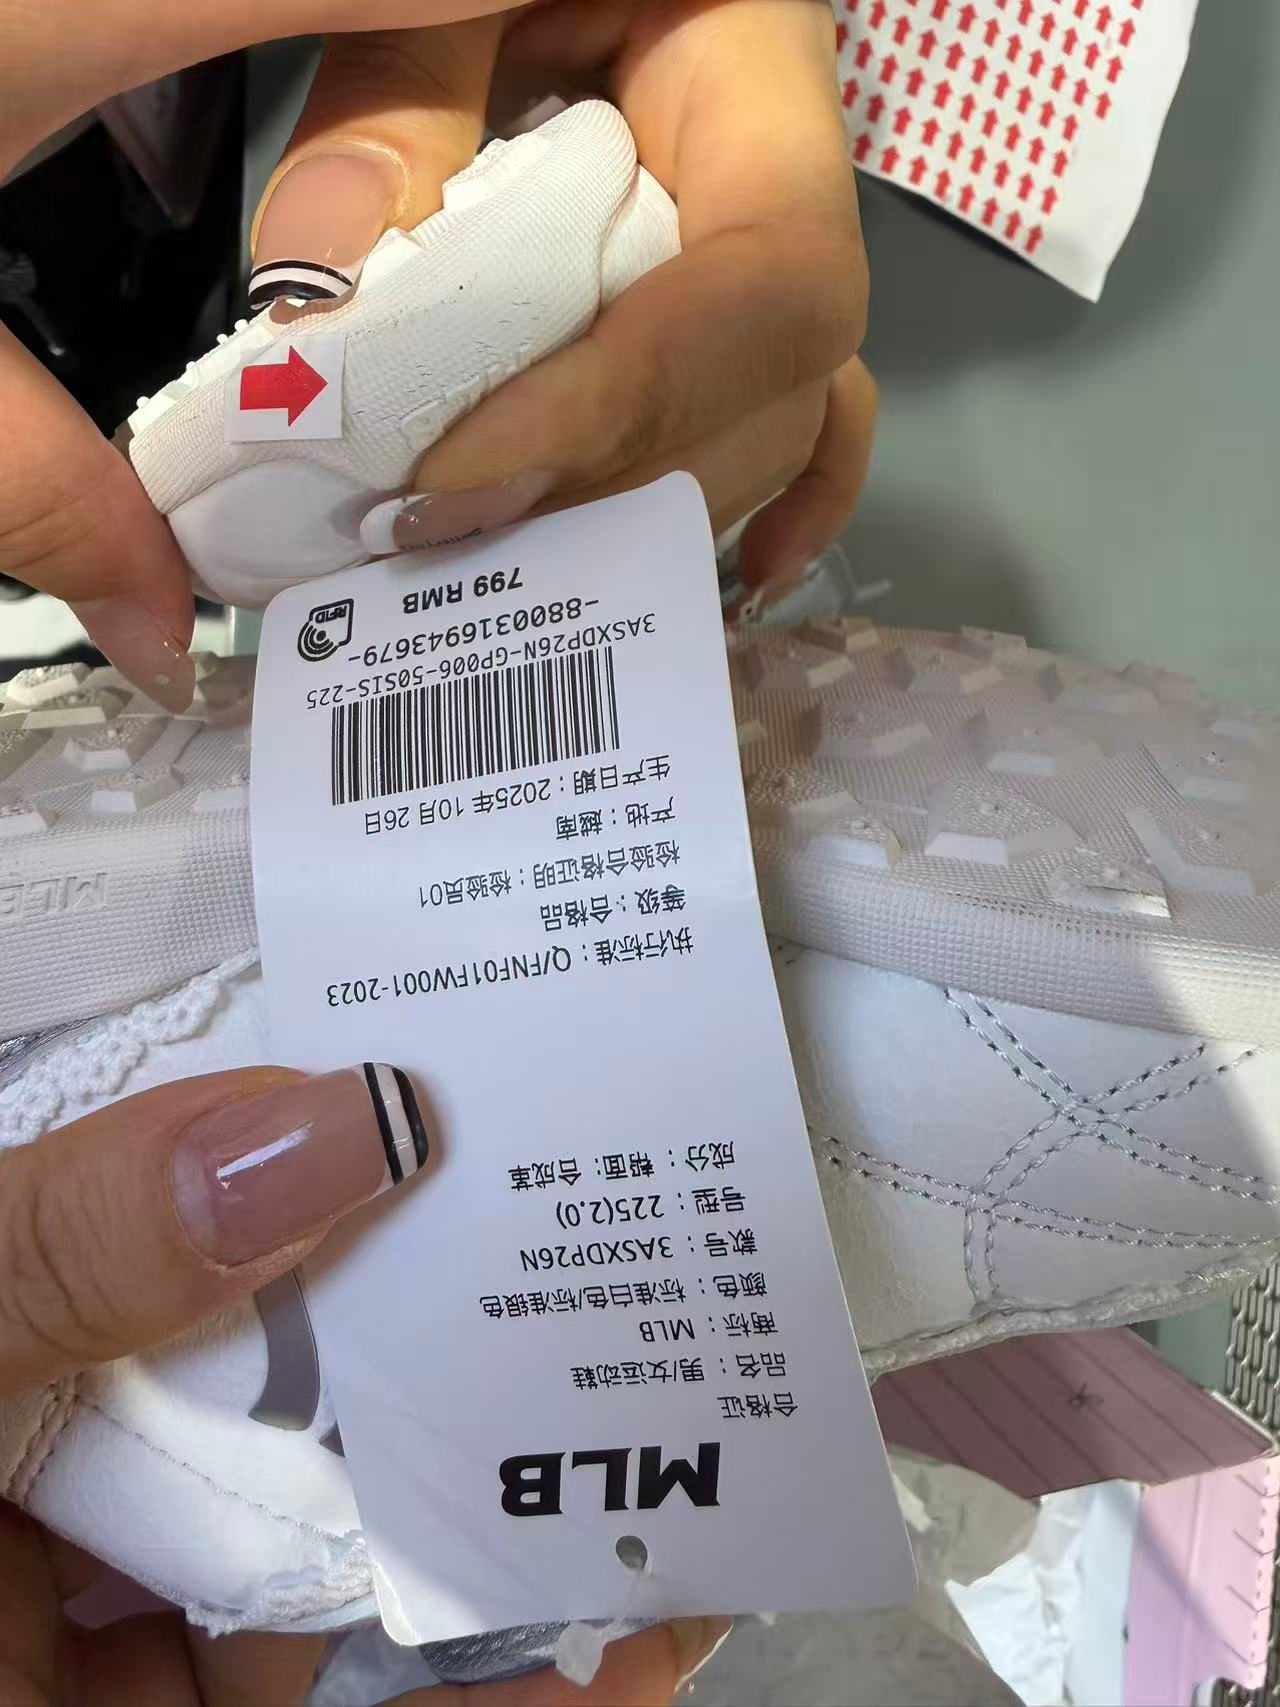 MLB
合格证
品名：男/女运动鞋
商标：MLB
颜色：标准白色/标准银色
款号：3ASXDP26N
号型：225(2.0)
成分：帮面：合成革
执行标准：Q/FNF01FW001-2023
等级：合格品
检验合格证明：检验员01
产地：越南
生产日期：2025年 10月 26日
3ASXDP26N-GP006-50SIS-225
-8800316943679-
799 RMB
RFID
MLB